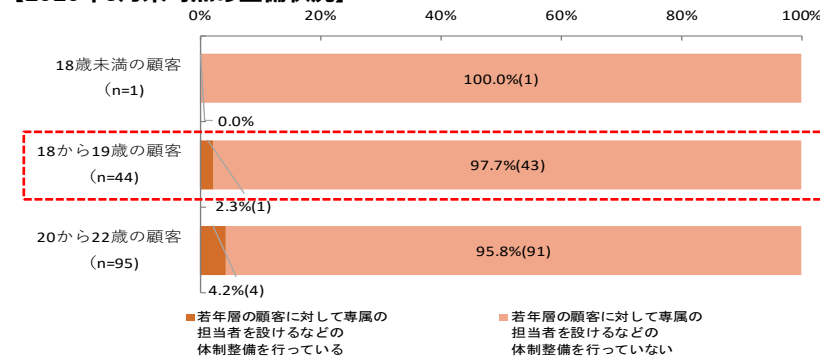 0%
20%
40%
60%
80%
100%
18歳未満の顧客
(n=1)
100.0%(1)
0.0%
18から19歳の顧客
(n=44)
97.7%(43)
2.3%(1)
20から22歳の顧客
(n=95)
95.8%(91)
4.2%(4)
若年層の顧客に対して専属の
担当者を設けるなどの
体制整備を行っている
若年層の顧客に対して専属の
担当者を設けるなどの
体制整備を行っていない